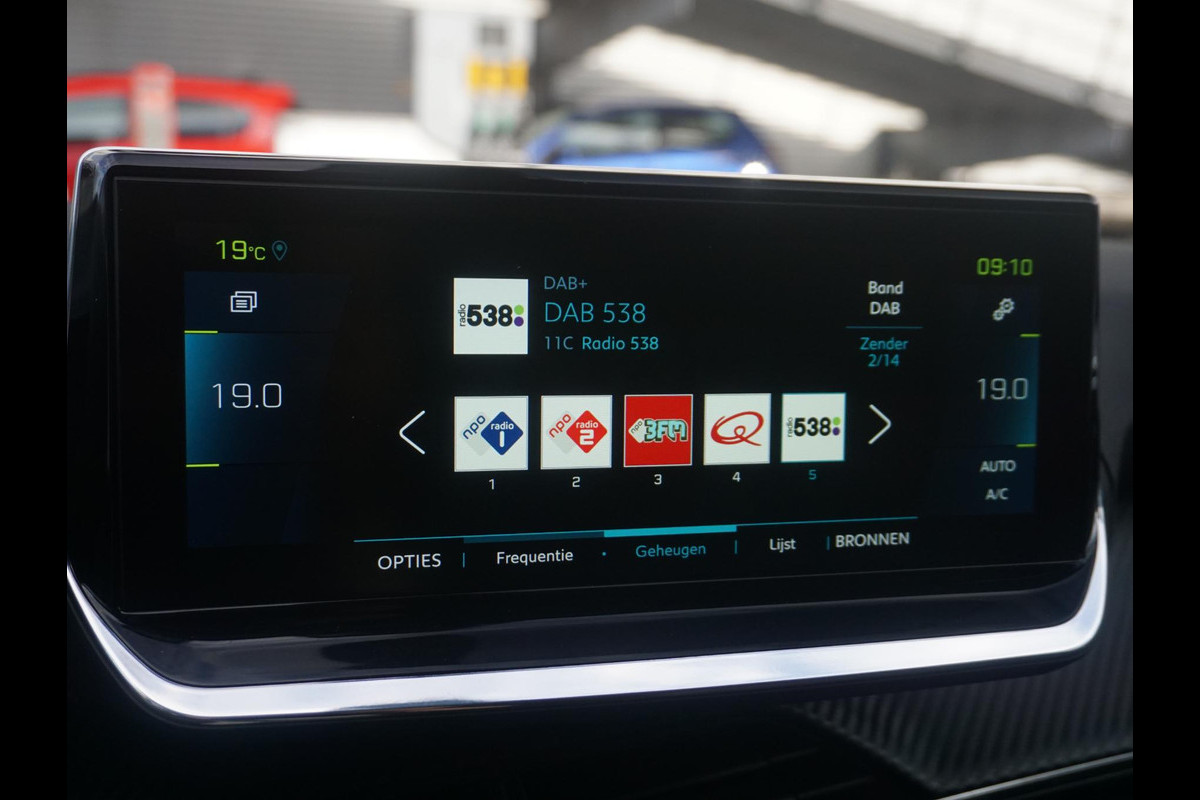 19°C
09:10
19.0
radio 538
DAB+
DAB 538
11C Radio 538
Band
DAB
Zender
2/14
19.0
AUTO
A/C
npo radio 1
npo radio 2
npo 3FM
Q
radio 538
1
2
3
4
5
OPTIES | Frequentie • Geheugen | Lijst | BRONNEN